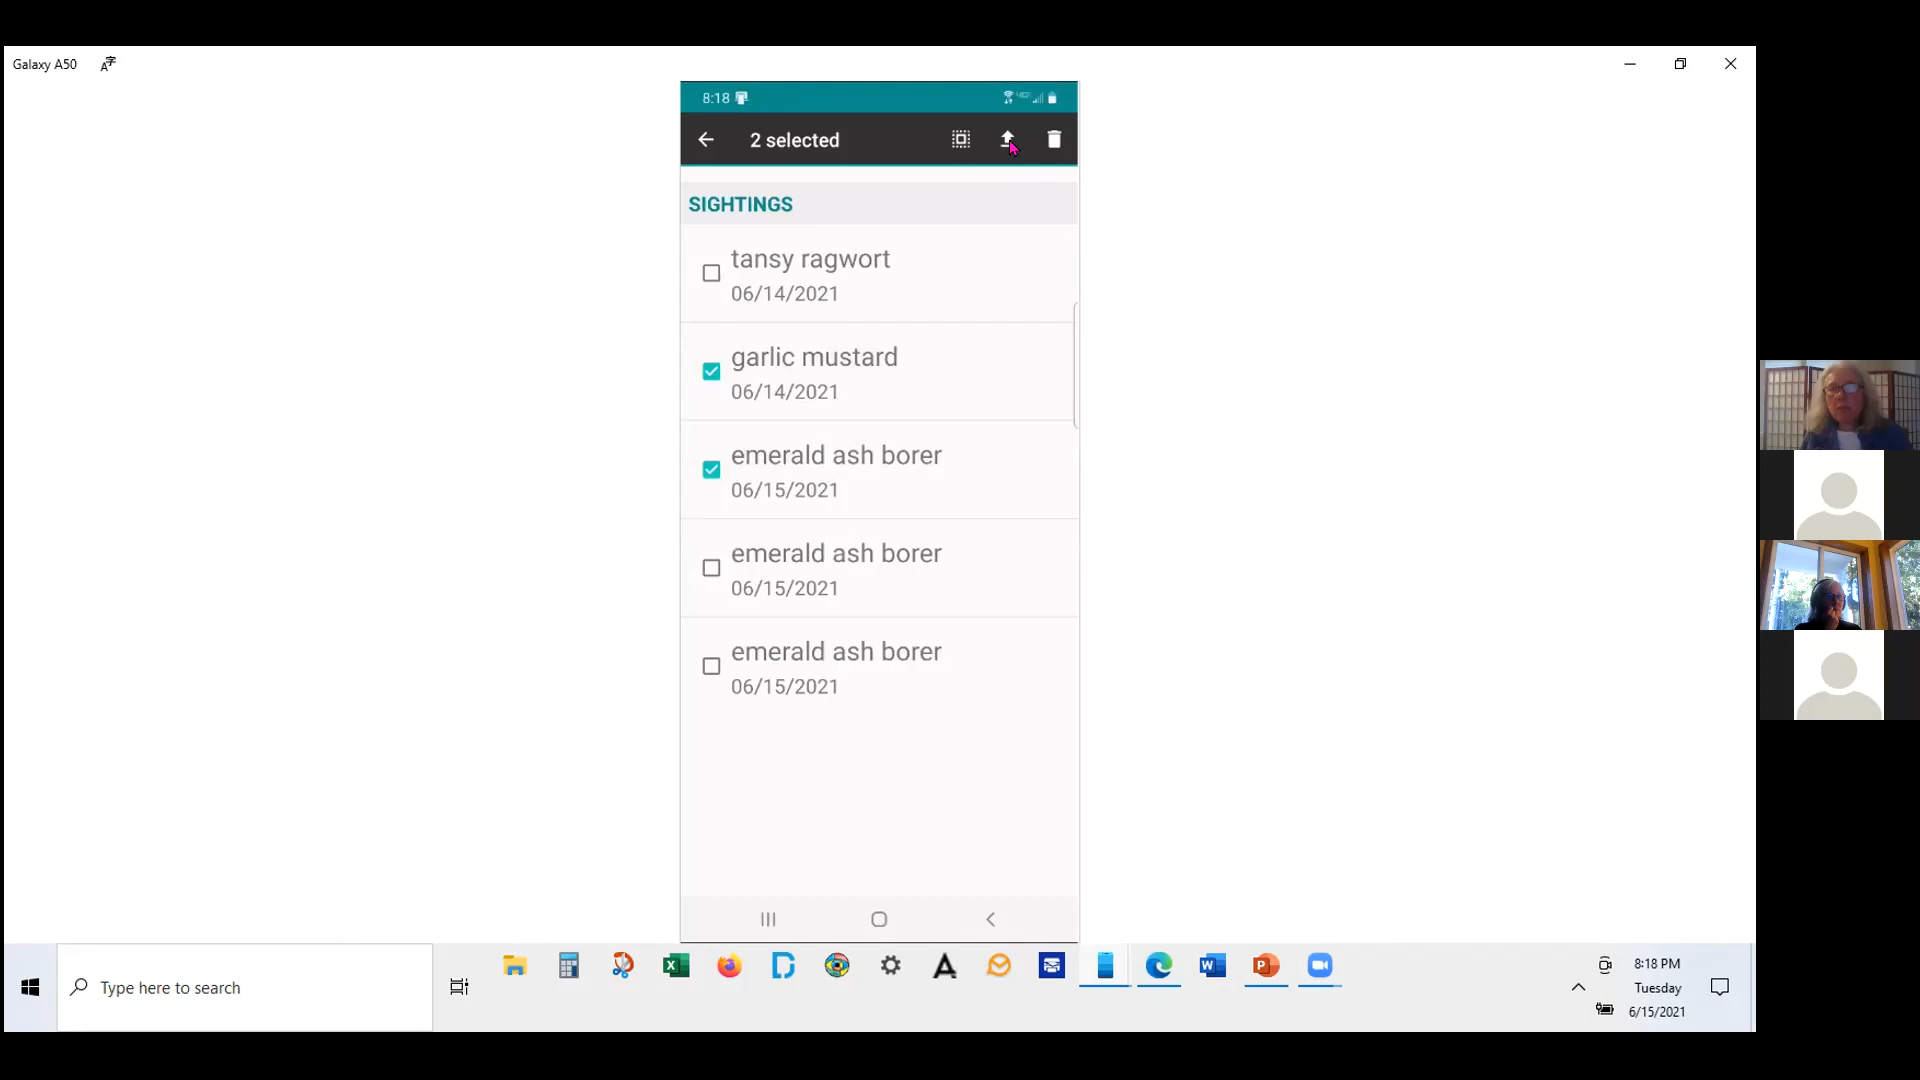 Galaxy A50
8:18
2 selected
SIGHTINGS
tansy ragwort
06/14/2021
garlic mustard
06/14/2021
emerald ash borer
06/15/2021
emerald ash borer
06/15/2021
emerald ash borer
06/15/2021
Type here to search
8:18 PM
Tuesday
6/15/2021